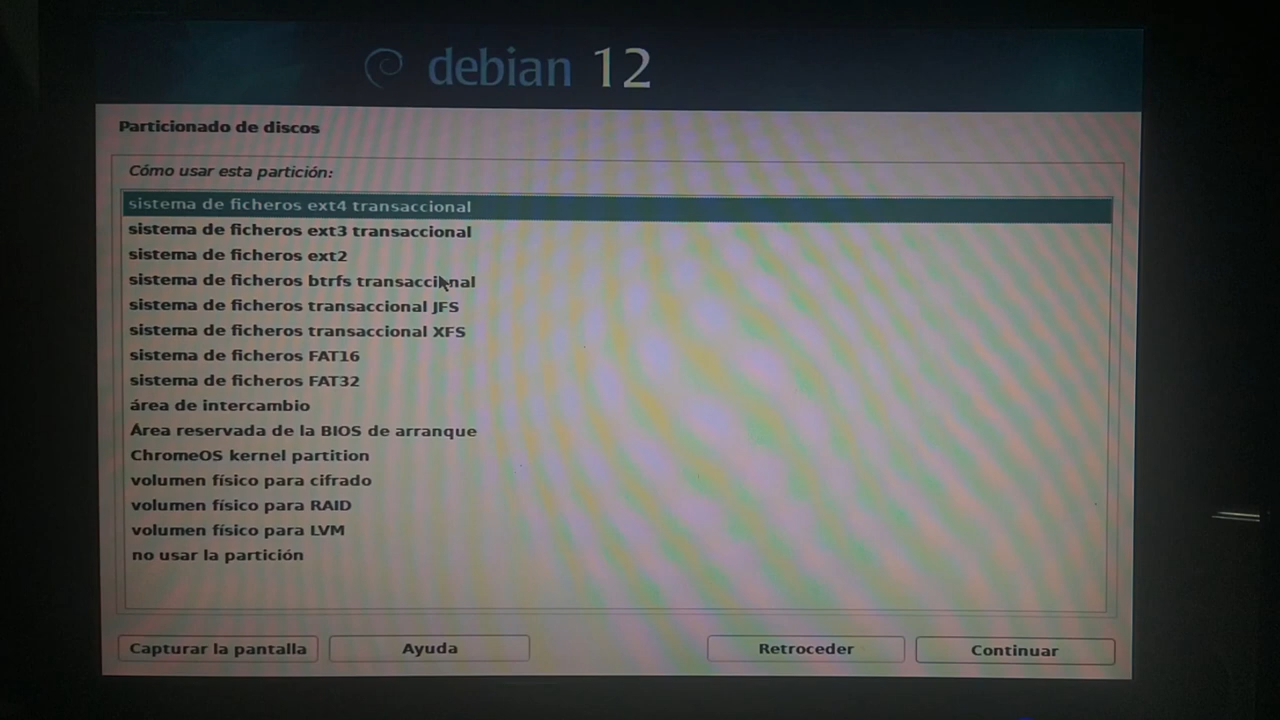 debian 12
Particionado de discos
Cómo usar esta partición:
sistema de ficheros ext4 transaccional
sistema de ficheros ext3 transaccional
sistema de ficheros ext2
sistema de ficheros btrfs transaccional
sistema de ficheros transaccional JFS
sistema de ficheros transaccional XFS
sistema de ficheros FAT16
sistema de ficheros FAT32
área de intercambio
Área reservada de la BIOS de arranque
ChromeOS kernel partition
volumen físico para cifrado
volumen físico para RAID
volumen físico para LVM
no usar la partición
Capturar la pantalla
Ayuda
Retroceder
Continuar